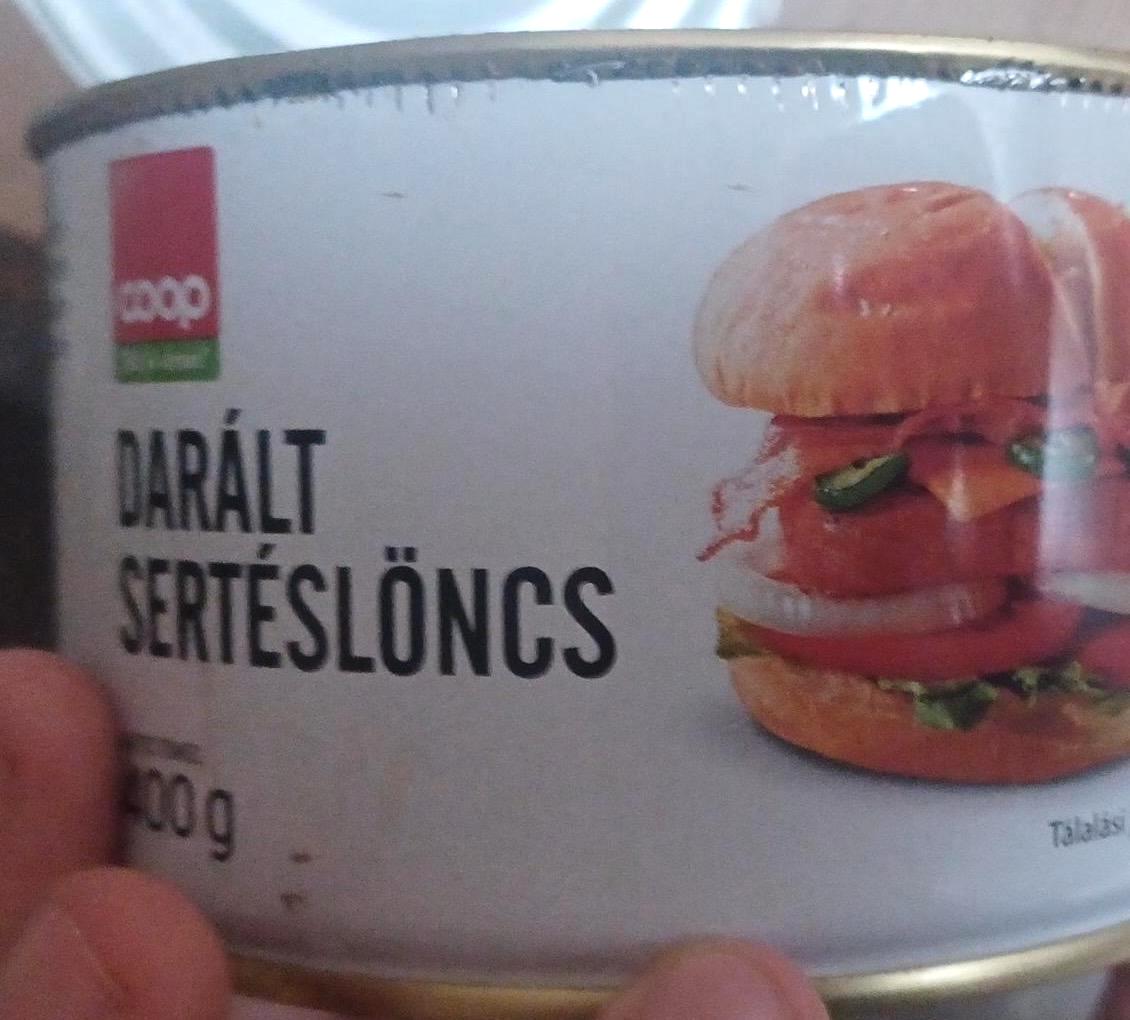 coop
DARÁLT
SERTÉSLÖNCS
400 g
Tálalási